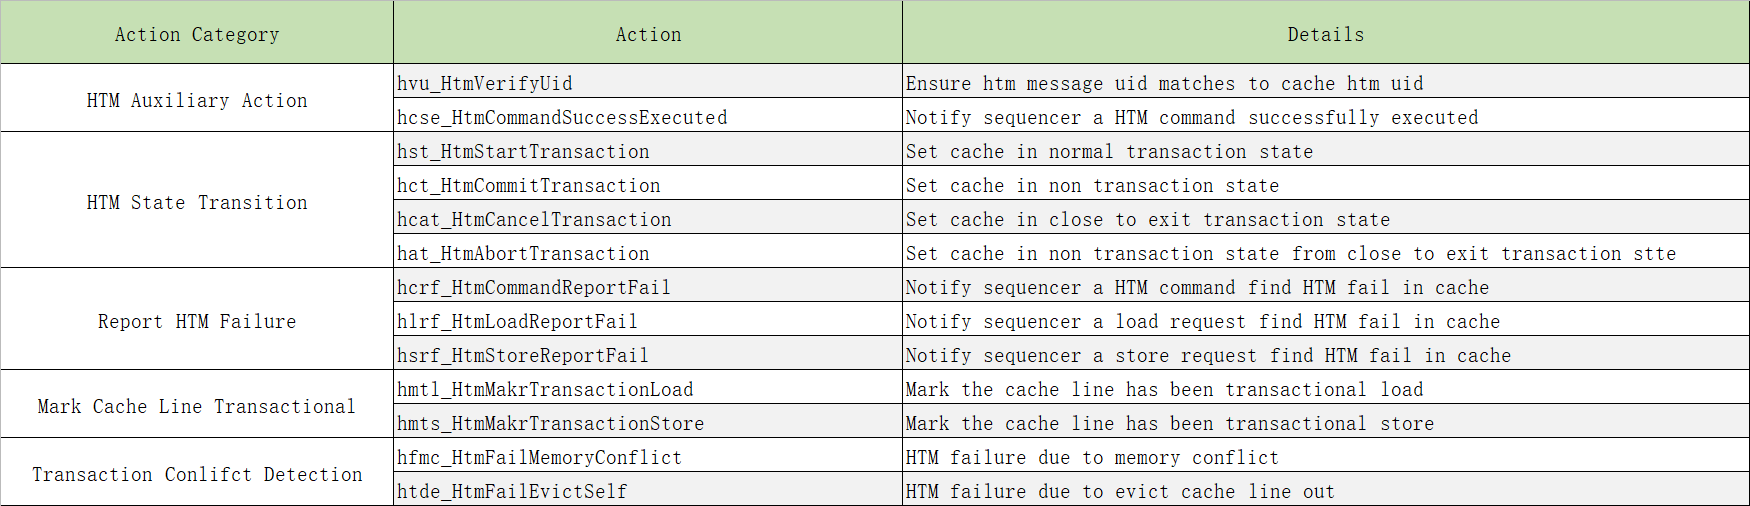 Action Category Action Details
HTM Auxiliary Action
hvu_HtmVerifyUid Ensure htm message uid matches to cache htm uid
hcse_HtmCommandSuccessExecuted Notify sequencer a HTM command successfully executed
HTM State Transition
hst_HtmStartTransaction Set cache in normal transaction state
hct_HtmCommitTransaction Set cache in non transaction state
hcat_HtmCancelTransaction Set cache in close to exit transaction state
hat_HtmAbortTransaction Set cache in non transaction state from close to exit transaction stte
Report HTM Failure
hcrf_HtmCommandReportFail Notify sequencer a HTM command find HTM fail in cache
hlrf_HtmLoadReportFail Notify sequencer a load request find HTM fail in cache
hsrf_HtmStoreReportFail Notify sequencer a store request find HTM fail in cache
Mark Cache Line Transactional
hmtl_HtmMakrTransactionLoad Mark the cache line has been transactional load
hmts_HtmMakrTransactionStore Mark the cache line has been transactional store
Transaction Conlifct Detection
hfmc_HtmFailMemoryConflict HTM failure due to memory conflict
htde_HtmFailEvictSelf HTM failure due to evict cache line out